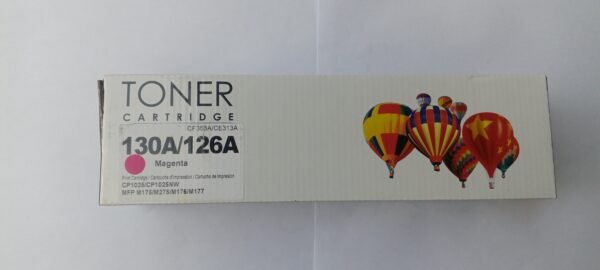 TONER
CARTRIDGE
CF353A/CE313A
130A/126A
Magenta
Print Cartridge / Cartouche d'impression / Cartucho de impresión
CP1025/CP1025NW
MFP M175/M275/M176/M177